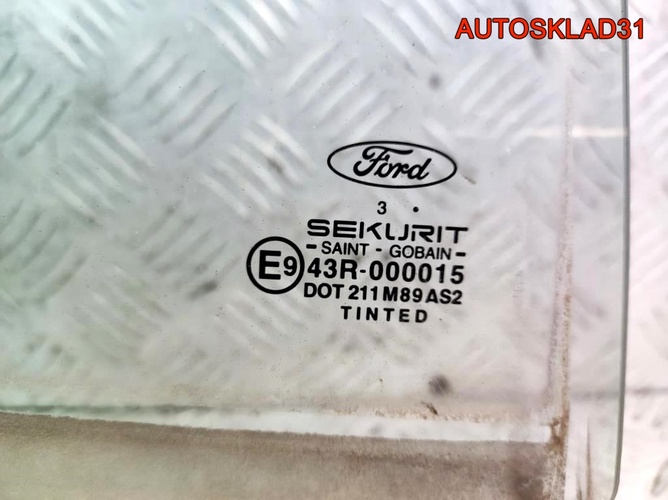 AUTOSKLAD31
Ford
3 .
SEKURIT
- SAINT - GOBAIN -
E9 43R-000015
DOT 211 M89 AS2
TINTED